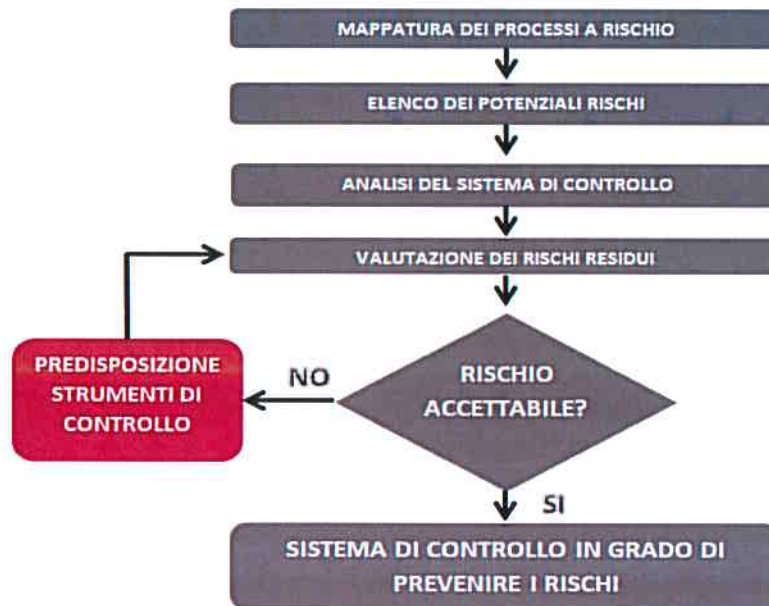 MAPPATURA DEI PROCESSI A RISCHIO
ELENCO DEI POTENZIALI RISCHI
ANALISI DEL SISTEMA DI CONTROLLO
VALUTAZIONE DEI RISCHI RESIDUI
PREDISPOSIZIONE
STRUMENTI DI
CONTROLLO
NO
RISCHIO
ACCETTABILE?
SI
SISTEMA DI CONTROLLO IN GRADO DI
PREVENIRE I RISCHI